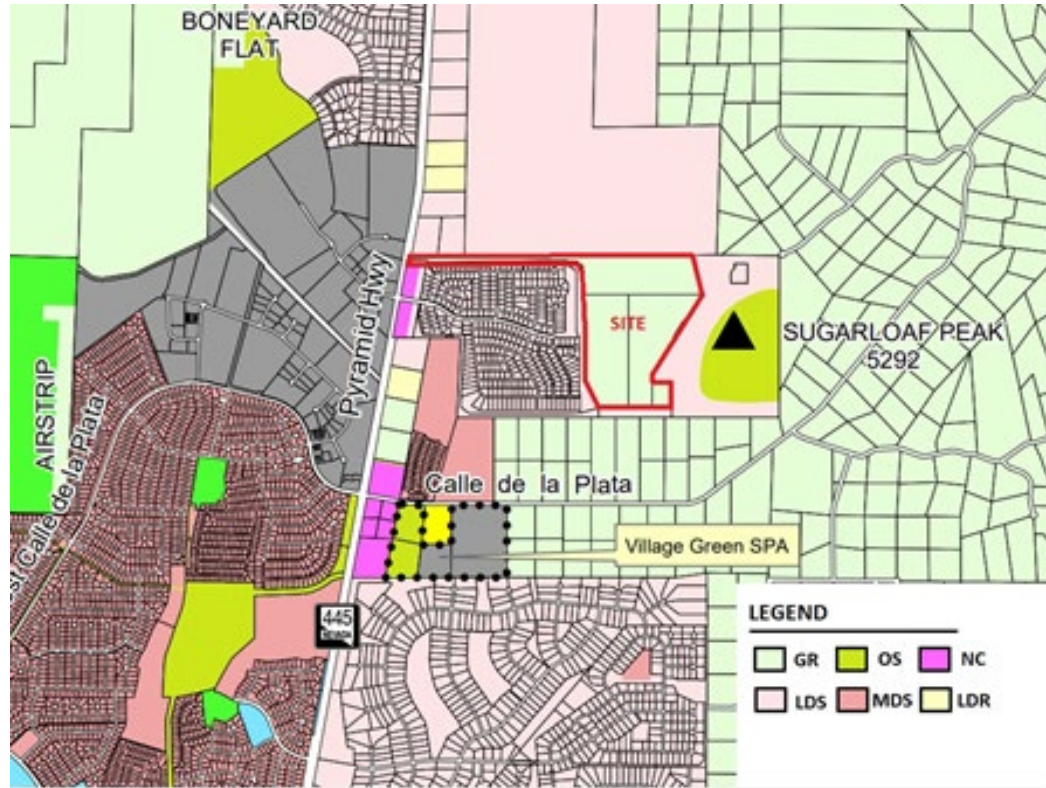 BONEYARD
FLAT
Pyramid Hwy
SITE
SUGARLOAF PEAK
5292
AIRSTRIP
Calle de la Plata
Calle de la Plata
Village Green SPA
445
NEVADA
LEGEND
GR
OS
NC
LDS
MDS
LDR